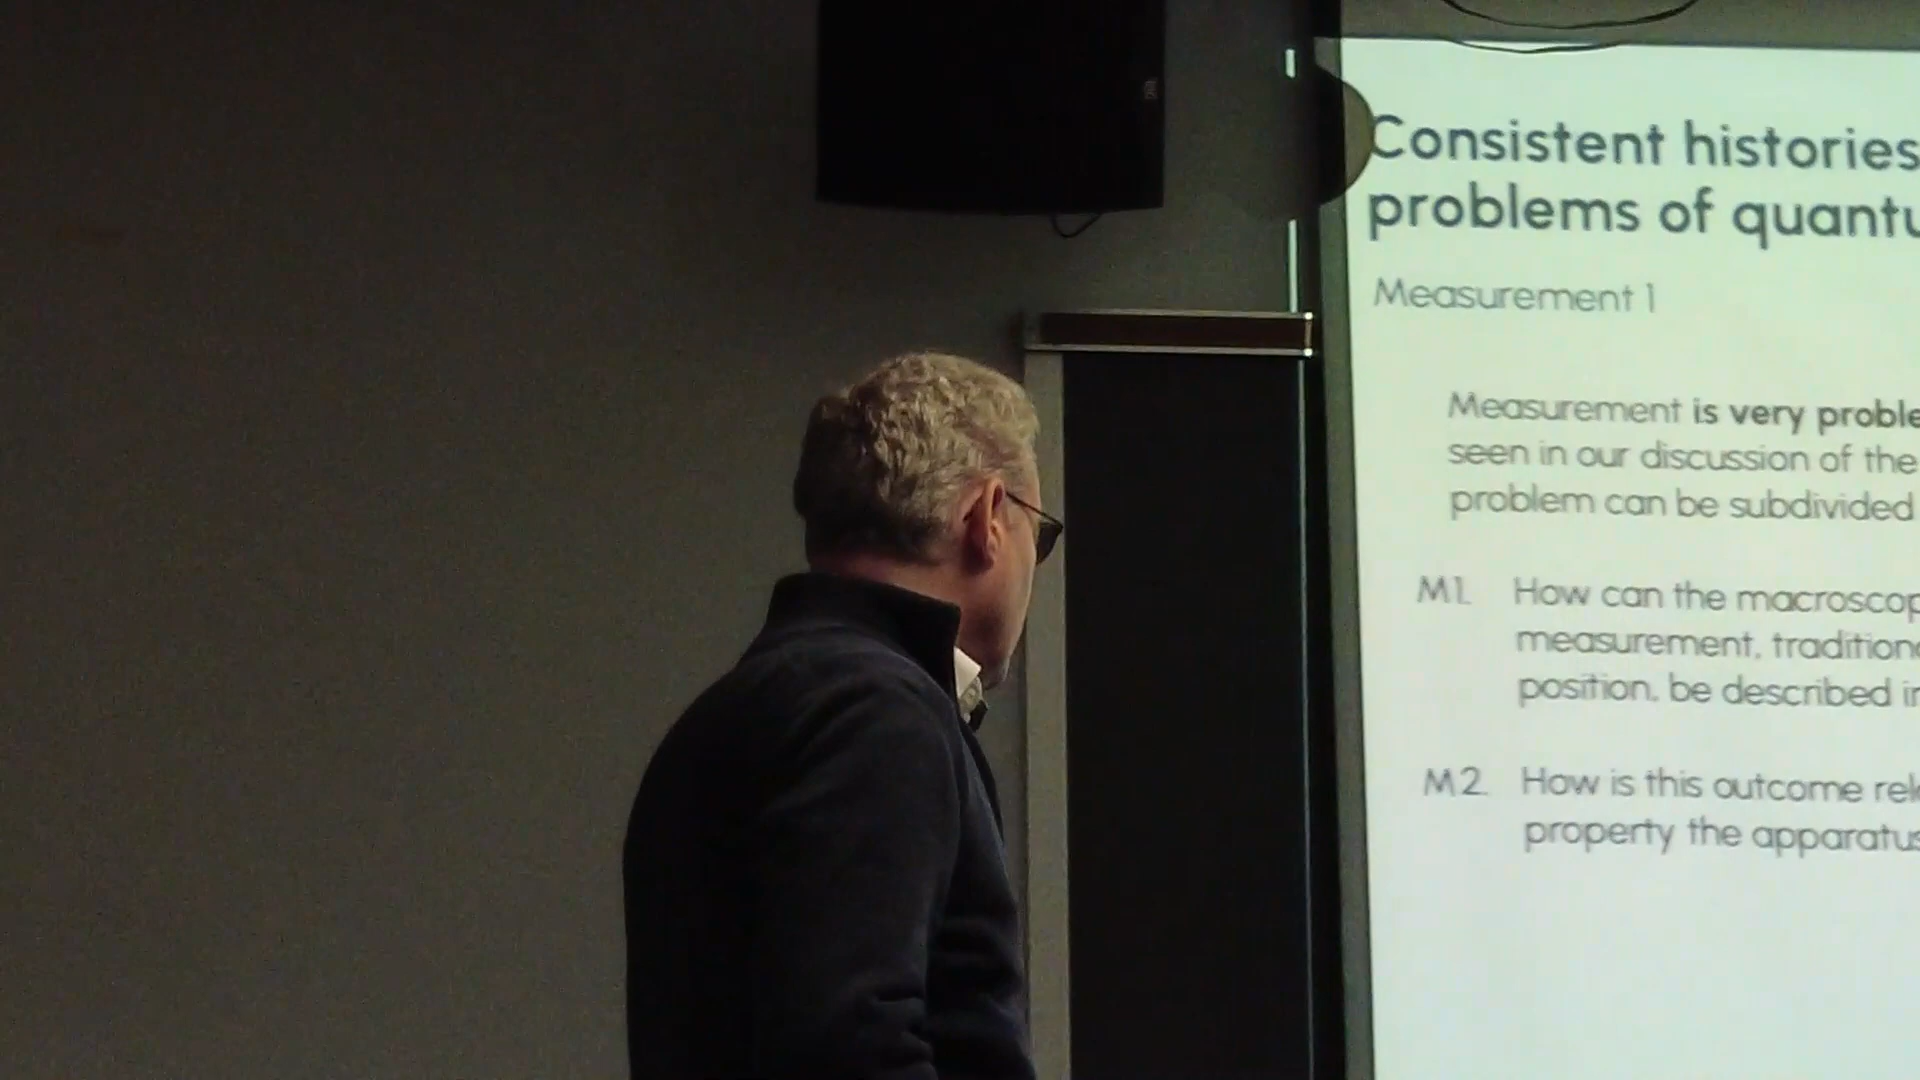 Consistent histories
problems of quantu
Measurement 1
Measurement is very proble
seen in our discussion of the
problem can be subdivided
M1. How can the macroscop
measurement, traditiona
position, be described in
M2. How is this outcome rel
property the apparatus